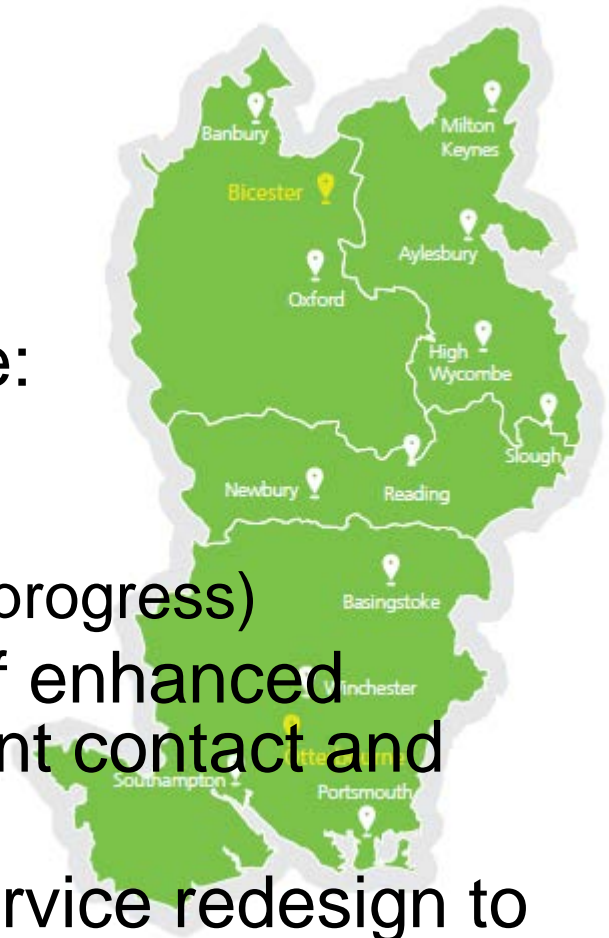 Banbury
Milton
Keynes
Bicester
Aylesbury
Oxford
e:
High
Wycombe
Slough
Newbury
Reading
progress)
Basingstoke
f enhanced
Winchester
nt contact and
Otterbourne
Southampton
Portsmouth
rvice redesign to